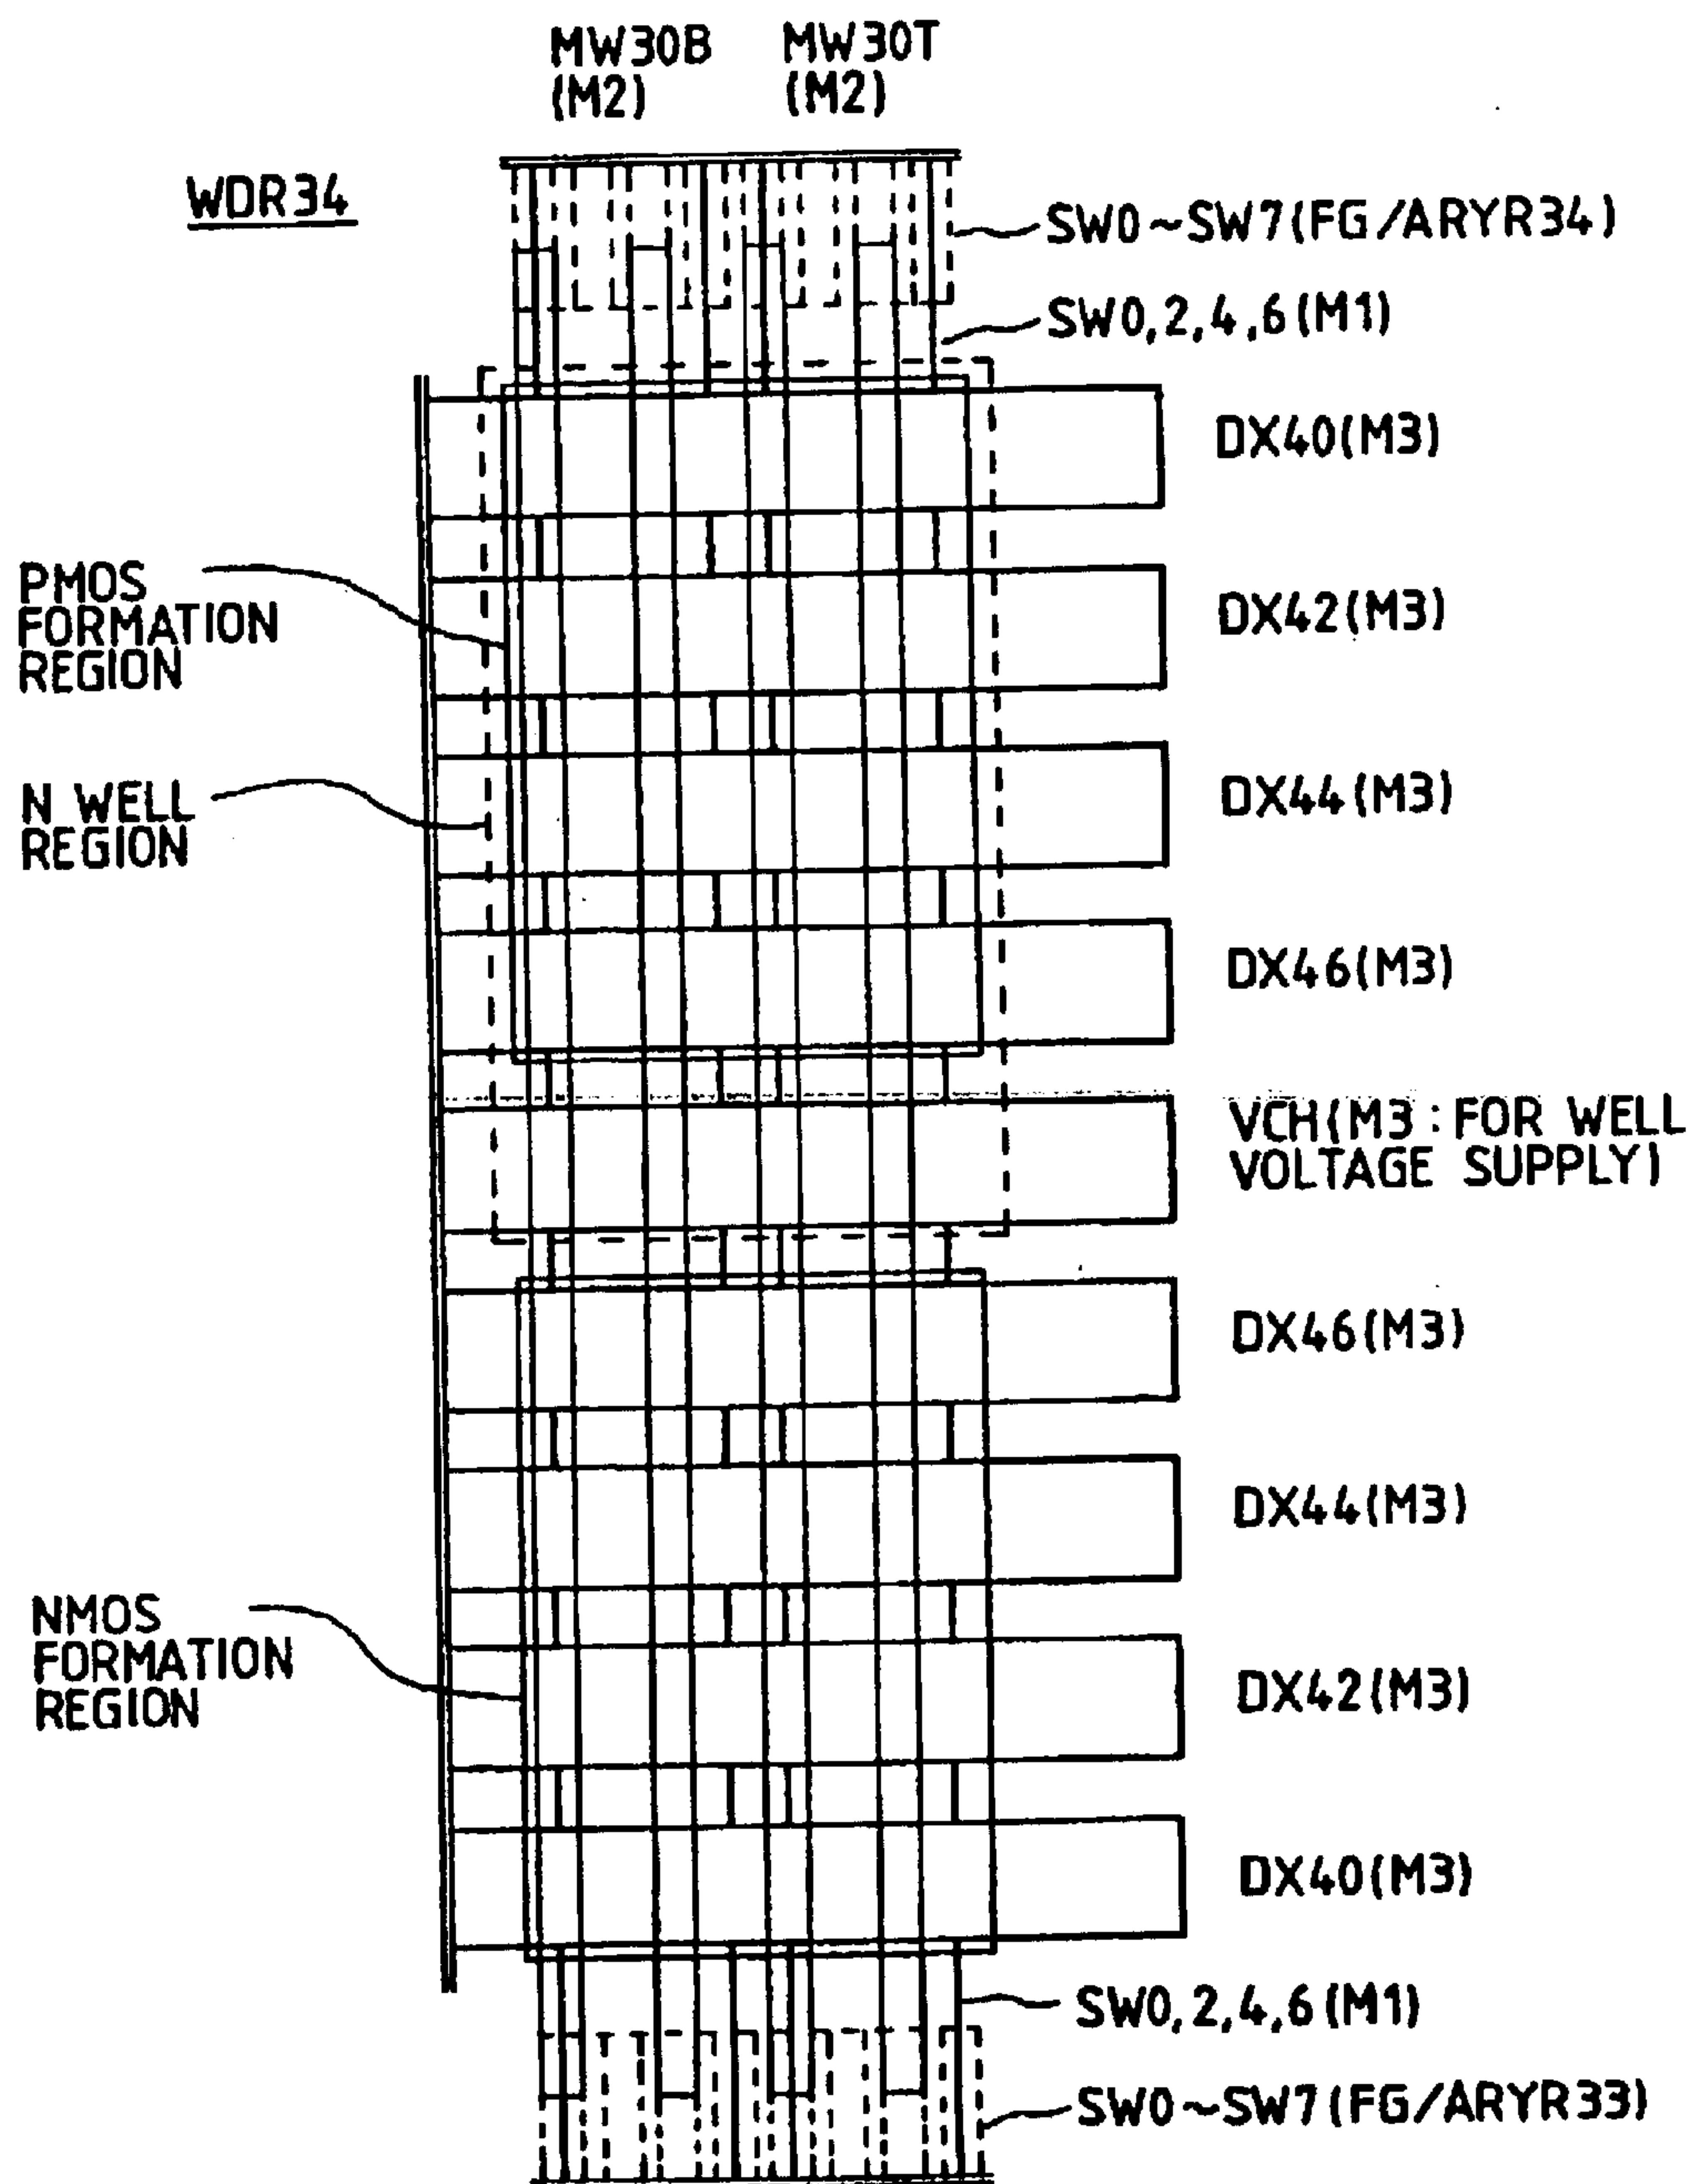 MW30B MW30T
(M2) (M2)
WDR34
SW0~SW7(FG/ARYR34)
SW0,2,4,6(M1)
DX40(M3)
PMOS
FORMATION
REGION
DX42(M3)
N WELL
REGION
DX44(M3)
DX46(M3)
VCH(M3:FOR WELL
VOLTAGE SUPPLY)
DX46(M3)
DX44(M3)
NMOS
FORMATION
REGION
DX42(M3)
DX40(M3)
SW0,2,4,6(M1)
SW0~SW7(FG/ARYR33)